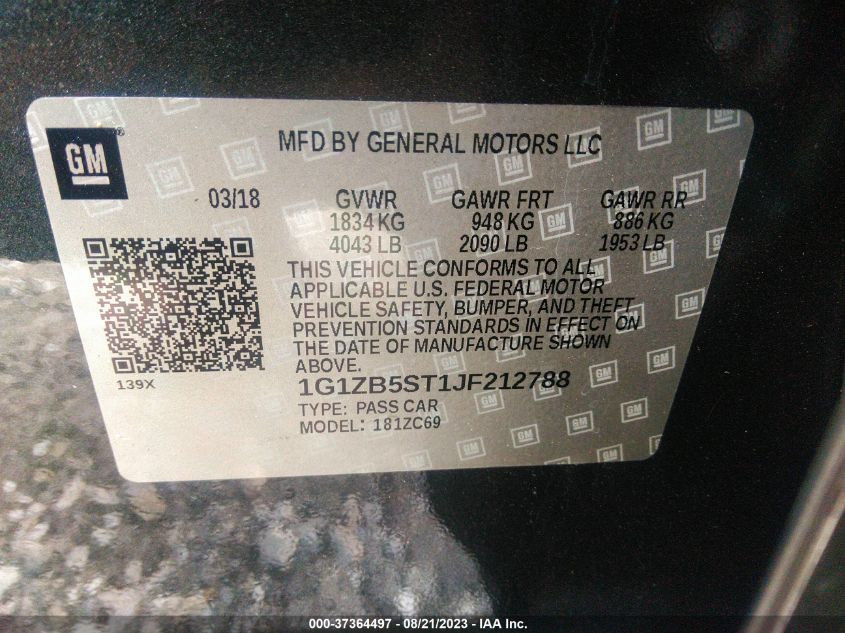 GM
MFD BY GENERAL MOTORS LLC
03/18 GVWR GAWR FRT GAWR RR
1834 KG 948 KG 886 KG
4043 LB 2090 LB 1953 LB
THIS VEHICLE CONFORMS TO ALL
APPLICABLE U.S. FEDERAL MOTOR
VEHICLE SAFETY, BUMPER, AND THEFT
PREVENTION STANDARDS IN EFFECT ON
THE DATE OF MANUFACTURE SHOWN
ABOVE.
139X
1G1ZB5ST1JF212788
TYPE: PASS CAR
MODEL: 181ZC69
000-37364497 - 08/21/2023 - IAA Inc.